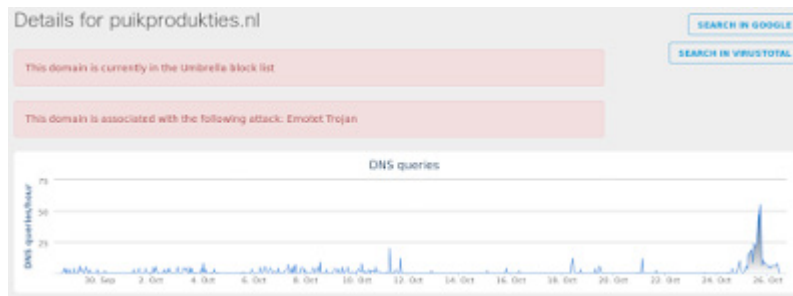 Details for puikprodukties.nl
SEARCH IN GOOGLE
SEARCH IN VIRUSTOTAL
This domain is currently in the Umbrella block list
This domain is associated with the following attack: Emotet Trojan
DNS queries
DNS queries/hour
75
50
25
30. Sep 2. Oct 4. Oct 6. Oct 8. Oct 10. Oct 12. Oct 14. Oct 16. Oct 18. Oct 20. Oct 22. Oct 24. Oct 26. Oct